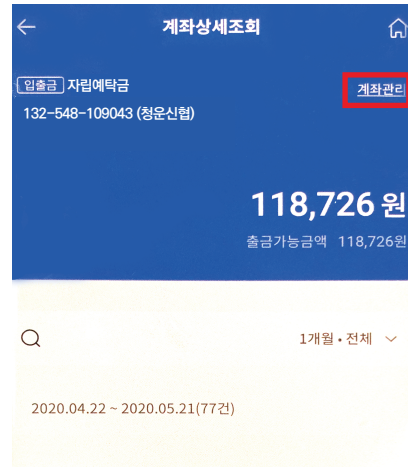 계좌상세조회
입출금 자립예탁금
계좌관리
132-548-109043 (청운신협)
118,726 원
출금가능금액 118,726원
1개월 • 전체
2020.04.22 ~ 2020.05.21(77건)